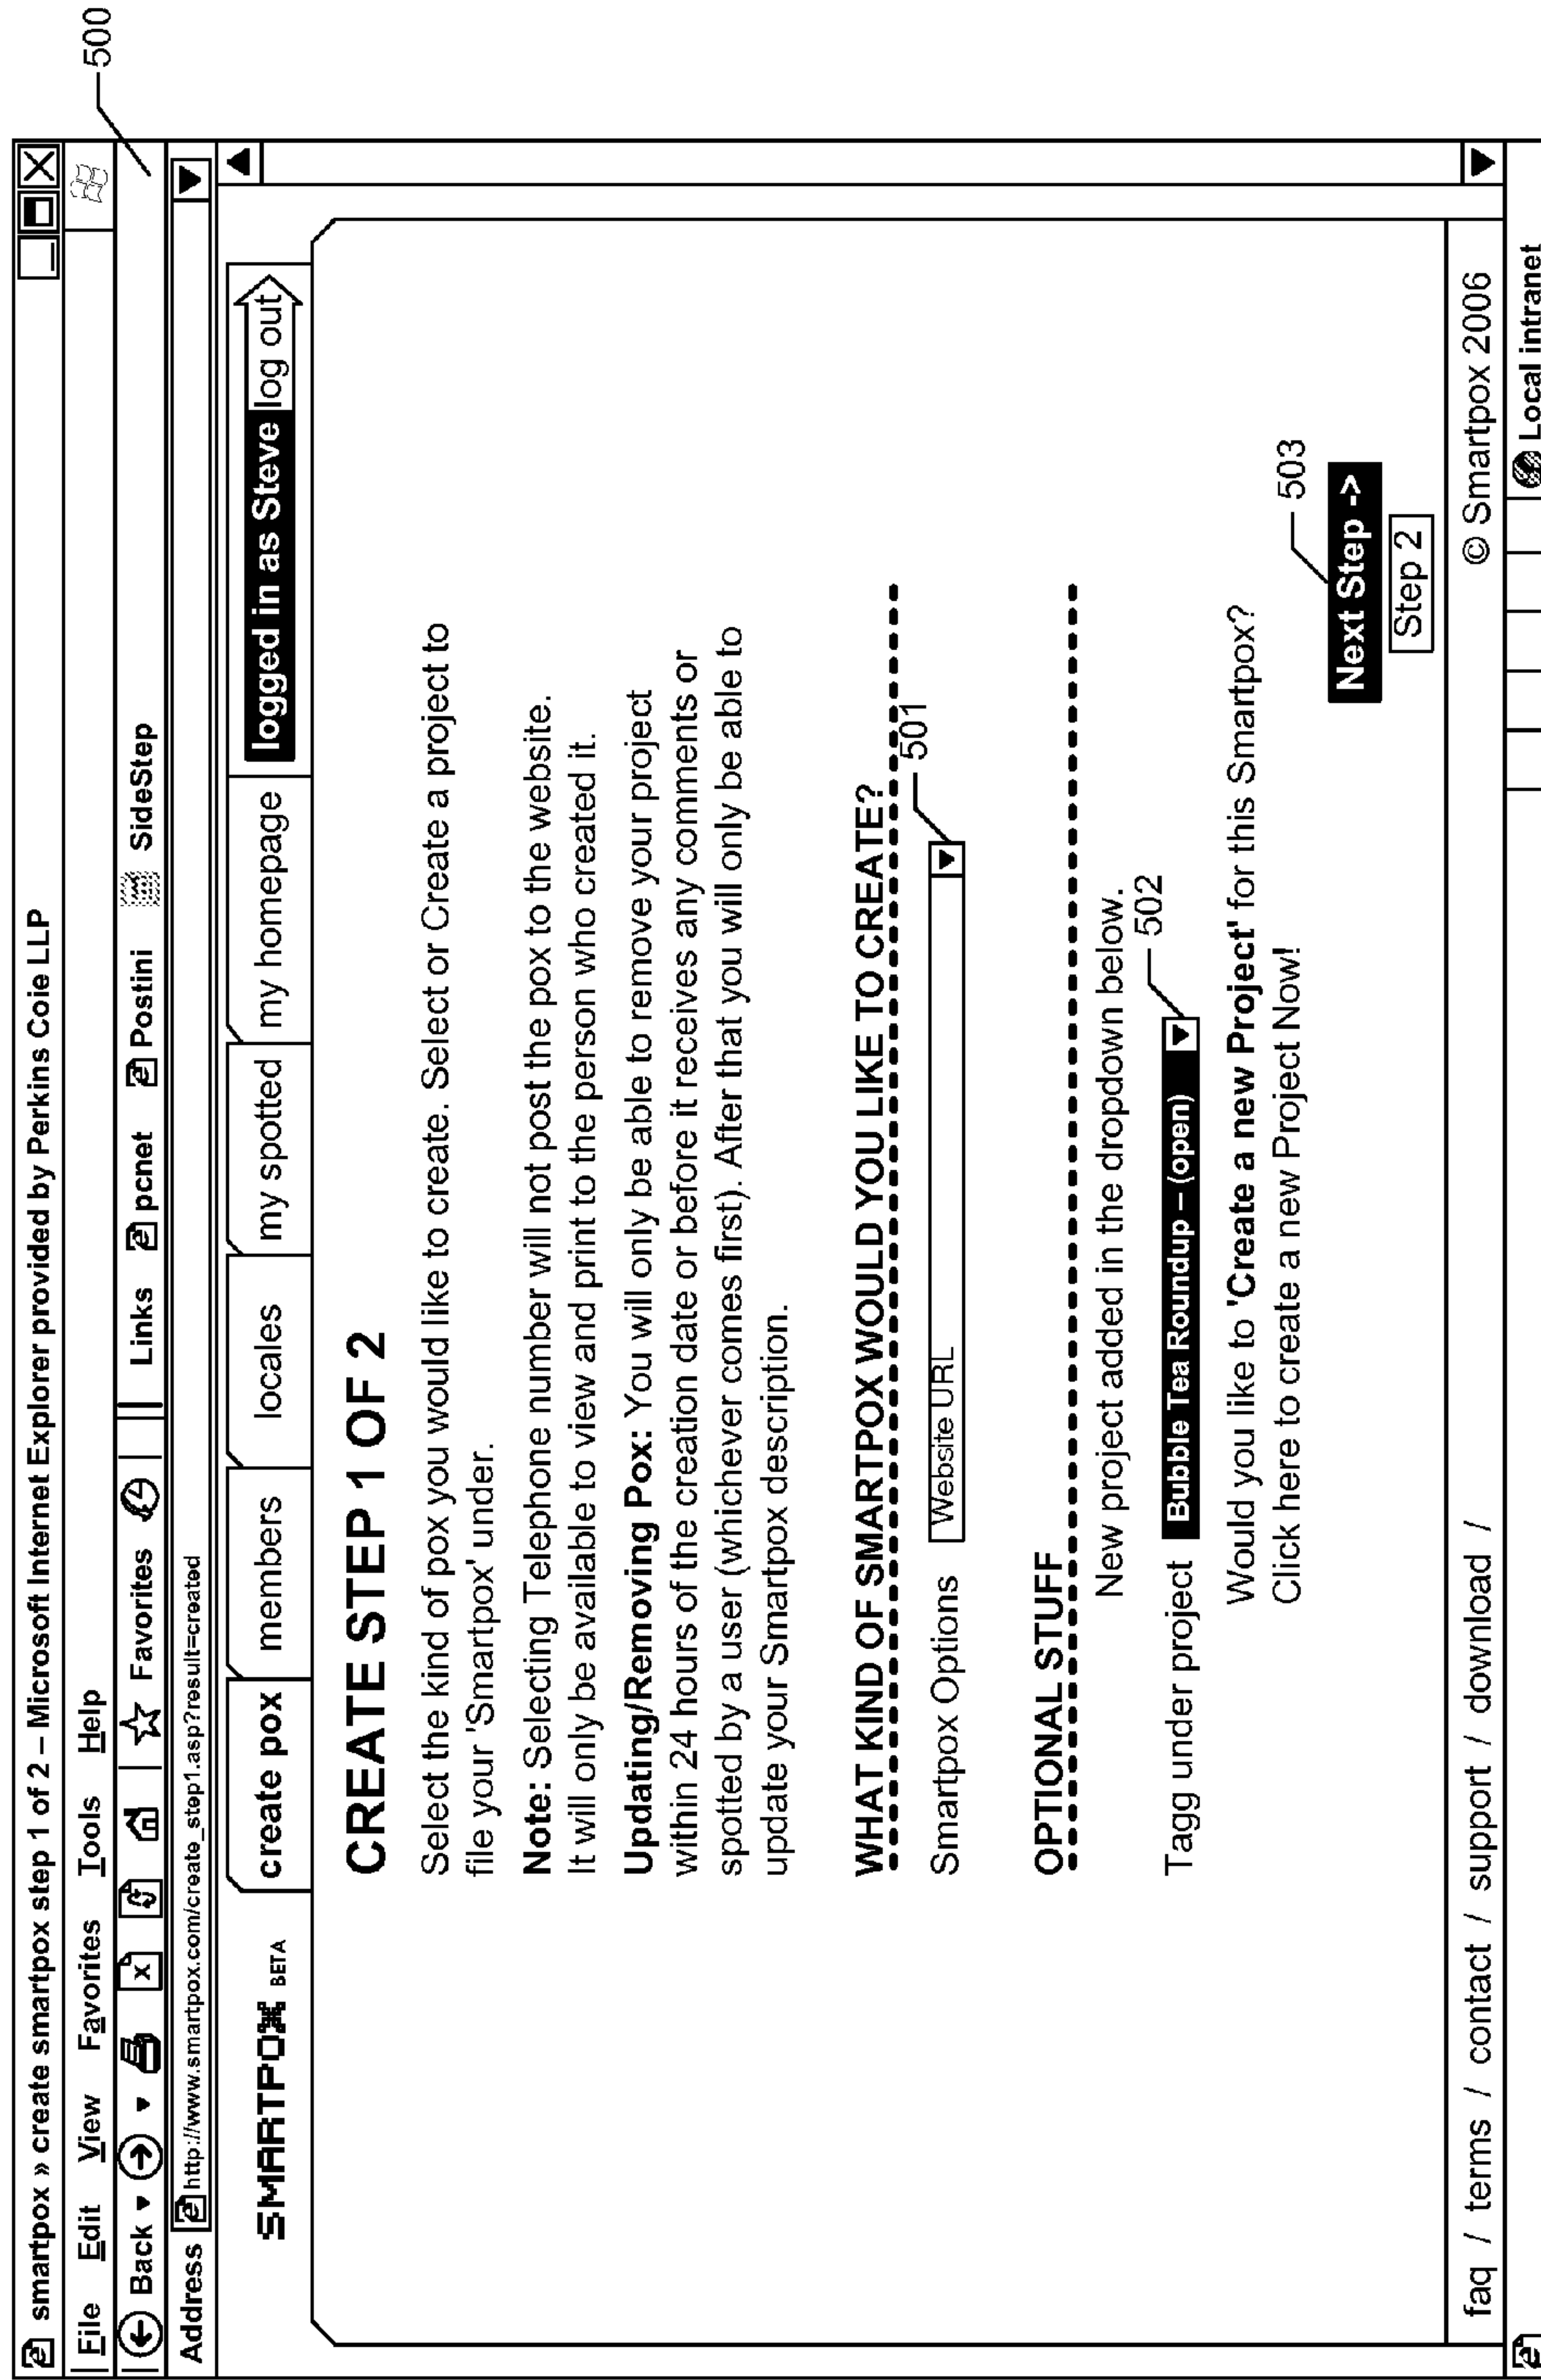 500
smartpox » create smartpox step 1 of 2 – Microsoft Internet Explorer provided by Perkins Coie LLP
File Edit View Favorites Tools Help
Back Favorites Links pcnet Postini SideStep
Address http://www.smartpox.com/create_step1.asp?result=created
SMARTPOX BETA create pox members locales my spotted my homepage logged in as Steve log out
CREATE STEP 1 OF 2
Select the kind of pox you would like to create. Select or Create a project to
file your 'Smartpox' under.
Note: Selecting Telephone number will not post the pox to the website.
It will only be available to view and print to the person who created it.
Updating/Removing Pox: You will only be able to remove your project
within 24 hours of the creation date or before it receives any comments or
spotted by a user (whichever comes first). After that you will only be able to
update your Smartpox description.
WHAT KIND OF SMARTPOX WOULD YOU LIKE TO CREATE?
501
Smartpox Options Website URL
OPTIONAL STUFF
New project added in the dropdown below.
502
Tagg under project Bubble Tea Roundup – (open)
Would you like to 'Create a new Project' for this Smartpox?
Click here to create a new Project Now!
503
Next Step ->
Step 2
faq / terms / contact / support / download / © Smartpox 2006
Local intranet